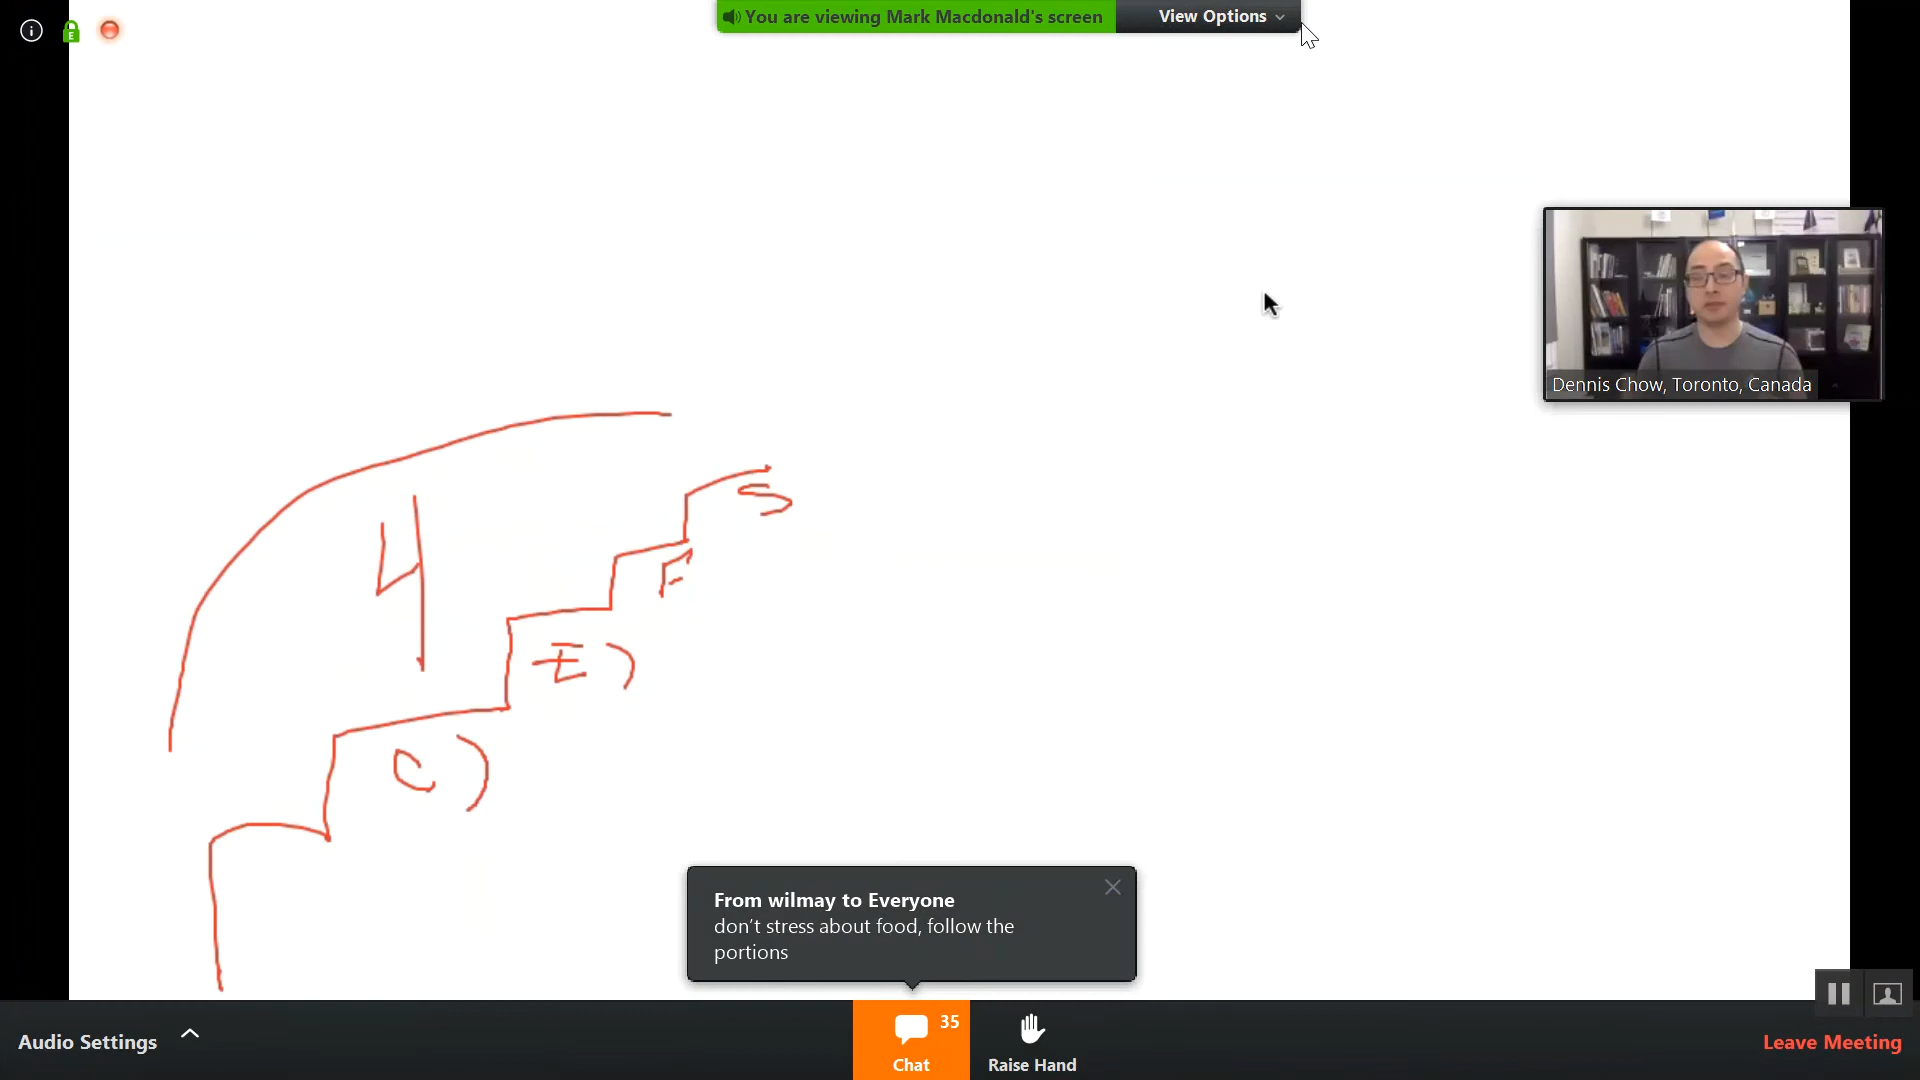 You are viewing Mark Macdonald's screen
View Options
Dennis Chow, Toronto, Canada
4
S
F
E )
C )
From wilmay to Everyone
don't stress about food, follow the
portions
Audio Settings
35
Chat
Raise Hand
Leave Meeting